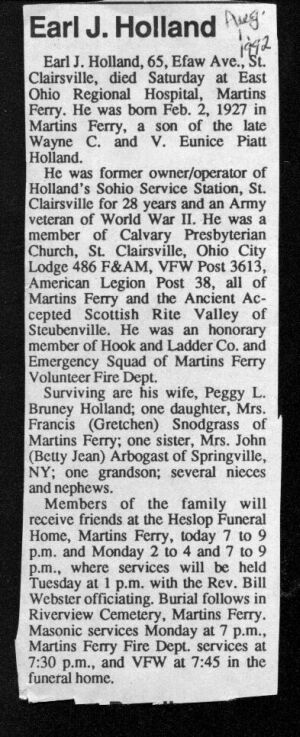 Earl J. Holland
Aug.
1992
Earl J. Holland, 65, Efaw Ave., St.
Clairsville, died Saturday at East
Ohio Regional Hospital, Martins
Ferry. He was born Feb. 2, 1927 in
Martins Ferry, a son of the late
Wayne C. and V. Eunice Piatt
Holland.
He was former owner/operator of
Holland's Sohio Service Station, St.
Clairsville for 28 years and an Army
veteran of World War II. He was a
member of Calvary Presbyterian
Church, St. Clairsville, Ohio City
Lodge 486 F&AM, VFW Post 3613,
American Legion Post 38, all of
Martins Ferry and the Ancient Ac-
cepted Scottish Rite Valley of
Steubenville. He was an honorary
member of Hook and Ladder Co. and
Emergency Squad of Martins Ferry
Volunteer Fire Dept.
Surviving are his wife, Peggy L.
Bruney Holland; one daughter, Mrs.
Francis (Gretchen) Snodgrass of
Martins Ferry; one sister, Mrs. John
(Betty Jean) Arbogast of Springville,
NY; one grandson; several nieces
and nephews.
Members of the family will
receive friends at the Heslop Funeral
Home, Martins Ferry, today 7 to 9
p.m. and Monday 2 to 4 and 7 to 9
p.m., where services will be held
Tuesday at 1 p.m. with the Rev. Bill
Webster officiating. Burial follows in
Riverview Cemetery, Martins Ferry.
Masonic services Monday at 7 p.m.,
Martins Ferry Fire Dept. services at
7:30 p.m., and VFW at 7:45 in the
funeral home.